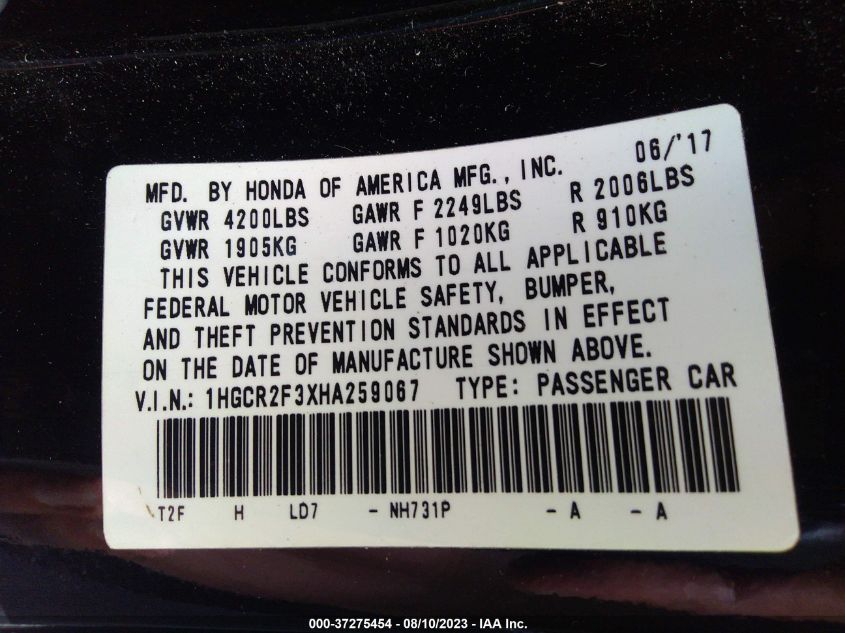 MFD. BY HONDA OF AMERICA MFG., INC. 06/'17
GVWR 4200LBS GAWR F 2249LBS R 2006LBS
GVWR 1905KG GAWR F 1020KG R 910KG
THIS VEHICLE CONFORMS TO ALL APPLICABLE
FEDERAL MOTOR VEHICLE SAFETY, BUMPER,
AND THEFT PREVENTION STANDARDS IN EFFECT
ON THE DATE OF MANUFACTURE SHOWN ABOVE.
V.I.N.: 1HGCR2F3XHA259067 TYPE: PASSENGER CAR
T2F H LD7 - NH731P - A - A
000-37275454 - 08/10/2023 - IAA Inc.